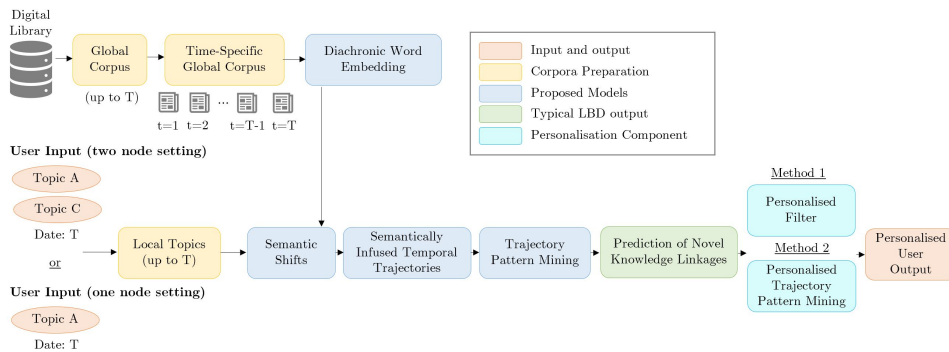 Digital
Library
Global
Corpus
(up to T)
Time-Specific
Global Corpus
t=1 t=2 ... t=T-1 t=T
Diachronic Word
Embedding
Input and output
Corpora Preparation
Proposed Models
Typical LBD output
Personalisation Component
User Input (two node setting)
Topic A
Topic C
Date: T
or
User Input (one node setting)
Topic A
Date: T
Local Topics
(up to T)
Semantic
Shifts
Semantically
Infused Temporal
Trajectories
Trajectory
Pattern Mining
Prediction of Novel
Knowledge Linkages
Method 1
Personalised
Filter
Method 2
Personalised
Trajectory
Pattern Mining
Personalised
User
Output